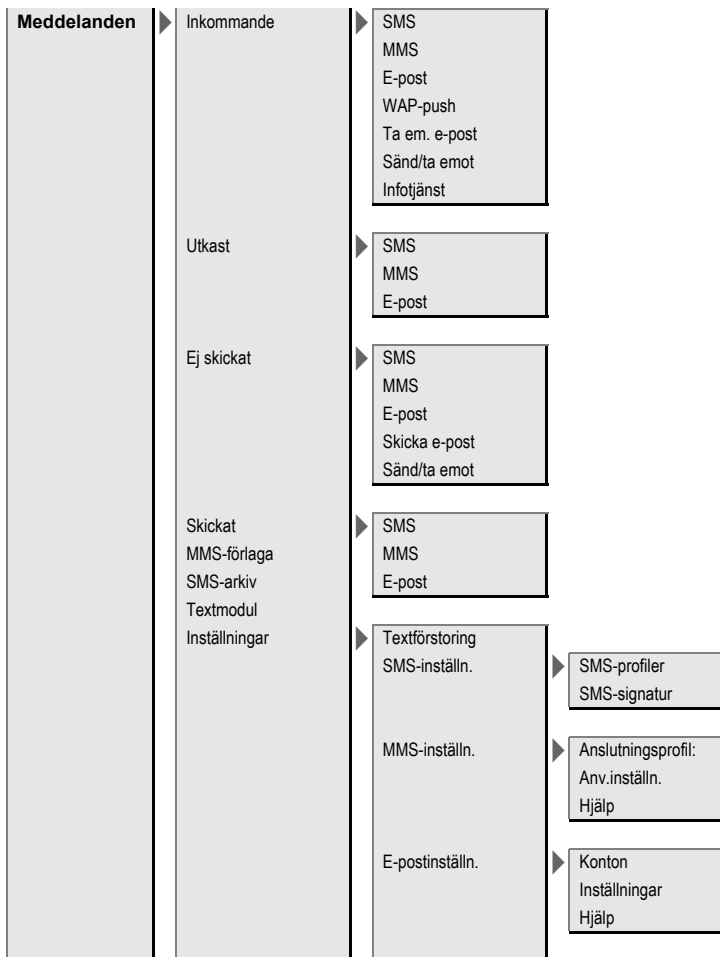 Meddelanden
Inkommande
SMS
MMS
E-post
WAP-push
Ta em. e-post
Sänd/ta emot
Infotjänst
Utkast
SMS
MMS
E-post
Ej skickat
SMS
MMS
E-post
Skicka e-post
Sänd/ta emot
Skickat
SMS
MMS
E-post
MMS-förlaga
SMS-arkiv
Textmodul
Inställningar
Textförstoring
SMS-inställn.
SMS-profiler
SMS-signatur
MMS-inställn.
Anslutningsprofil:
Anv.inställn.
Hjälp
E-postinställn.
Konton
Inställningar
Hjälp